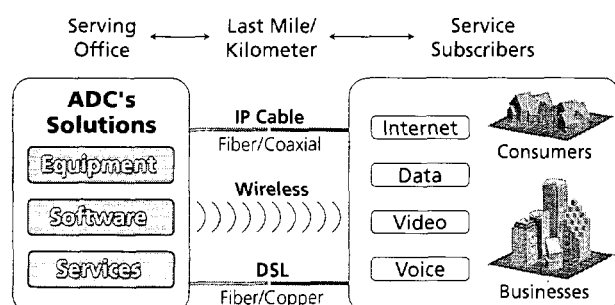 Serving
Office
Last Mile/
Kilometer
Service
Subscribers
ADC's
Solutions
Equipment
Software
Services
IP Cable
Fiber/Coaxial
Wireless
DSL
Fiber/Copper
Internet
Data
Video
Voice
Consumers
Businesses